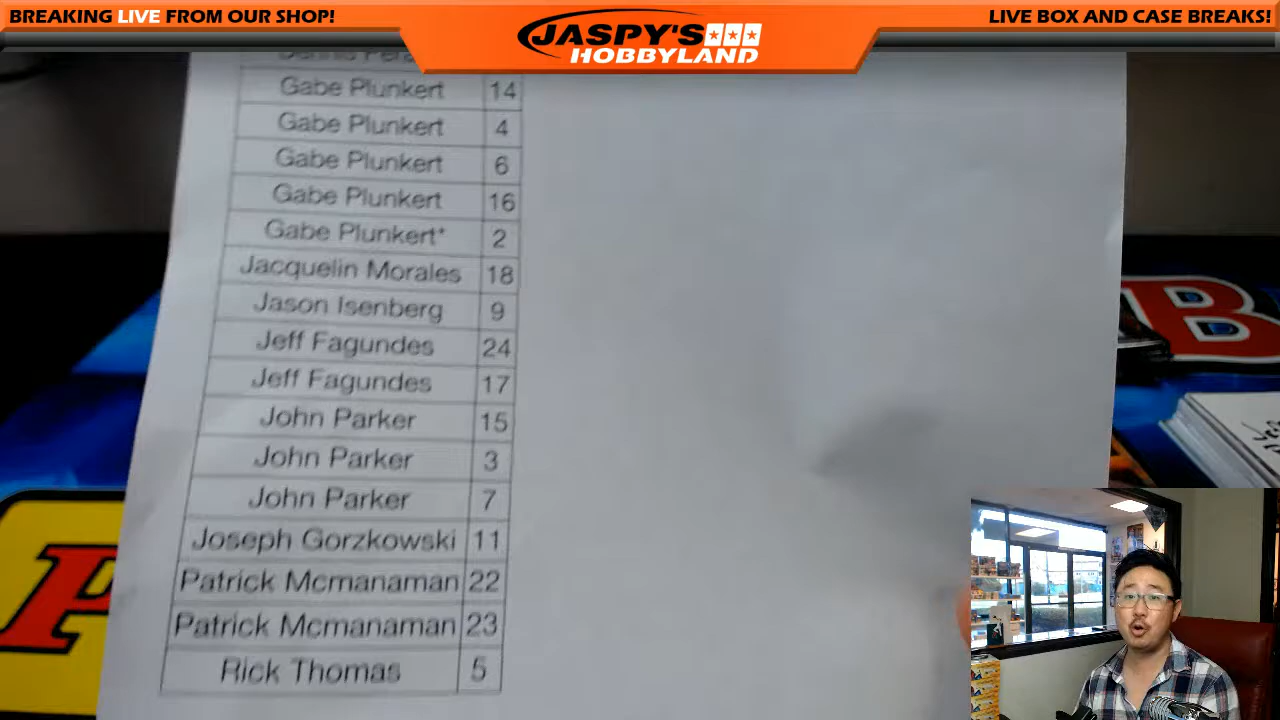 BREAKING LIVE FROM OUR SHOP!
JASPY'S
HOBBYLAND
LIVE BOX AND CASE BREAKS!
Gabe Plunkert 14
Gabe Plunkert 4
Gabe Plunkert 6
Gabe Plunkert 16
Gabe Plunkert* 2
Jacquelin Morales 18
Jason Isenberg 9
Jeff Fagundes 24
Jeff Fagundes 17
John Parker 15
John Parker 3
John Parker 7
Joseph Gorzkowski 11
Patrick Mcmanaman 22
Patrick Mcmanaman 23
Rick Thomas 5
B